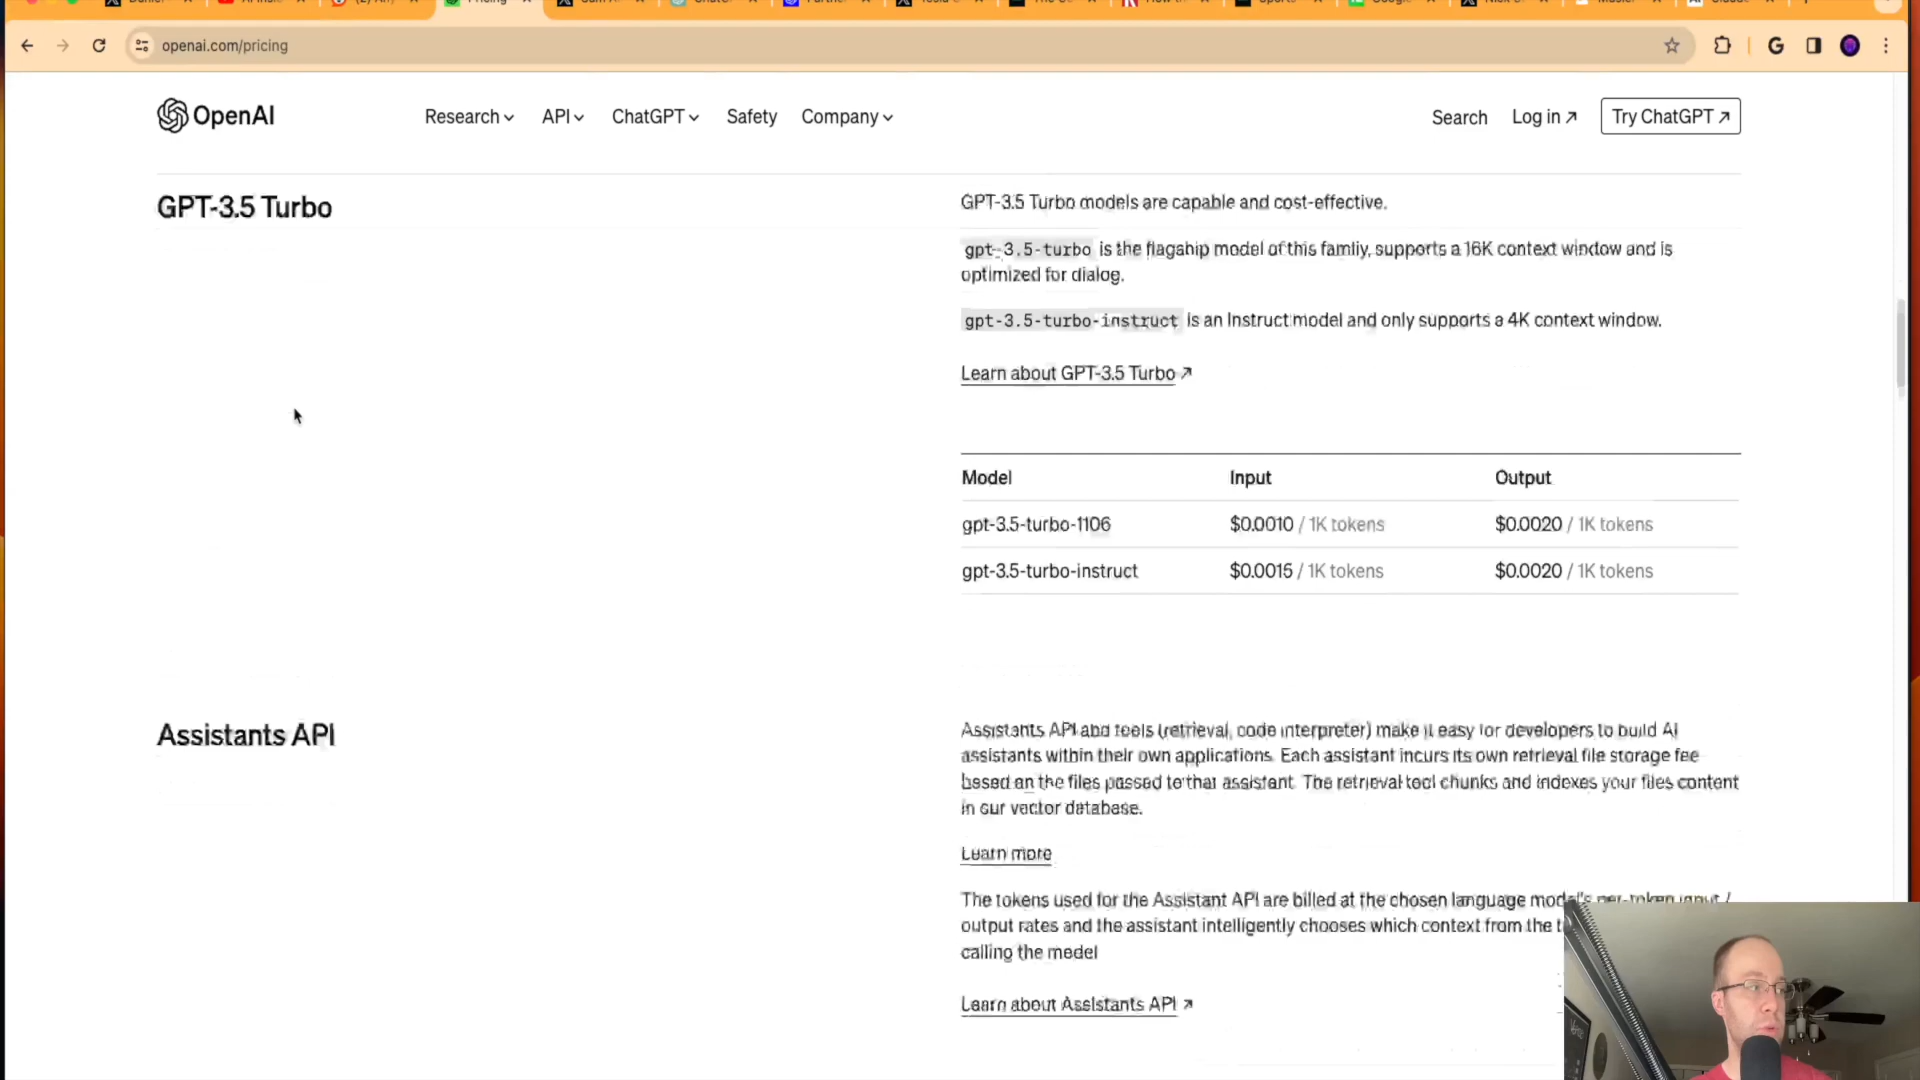 Pricing
openai.com/pricing
OpenAI
Research
API
ChatGPT
Safety
Company
Search
Log in ↗
Try ChatGPT ↗
GPT-3.5 Turbo
GPT-3.5 Turbo models are capable and cost-effective.
gpt-3.5-turbo is the flagship model of this family, supports a 16K context window and is
optimized for dialog.
gpt-3.5-turbo-instruct is an Instruct model and only supports a 4K context window.
Learn about GPT-3.5 Turbo ↗
Model Input Output
gpt-3.5-turbo-1106 $0.0010 / 1K tokens $0.0020 / 1K tokens
gpt-3.5-turbo-instruct $0.0015 / 1K tokens $0.0020 / 1K tokens
Assistants API
Assistants API and tools (retrieval, code interpreter) make it easy for developers to build AI
assistants within their own applications. Each assistant incurs its own retrieval file storage fee
based on the files passed to that assistant. The retrieval tool chunks and indexes your files content
in our vector database.
Learn more
The tokens used for the Assistant API are billed at the chosen language model's per-token input /
output rates and the assistant intelligently chooses which context from the
calling the model
Learn about Assistants API ↗